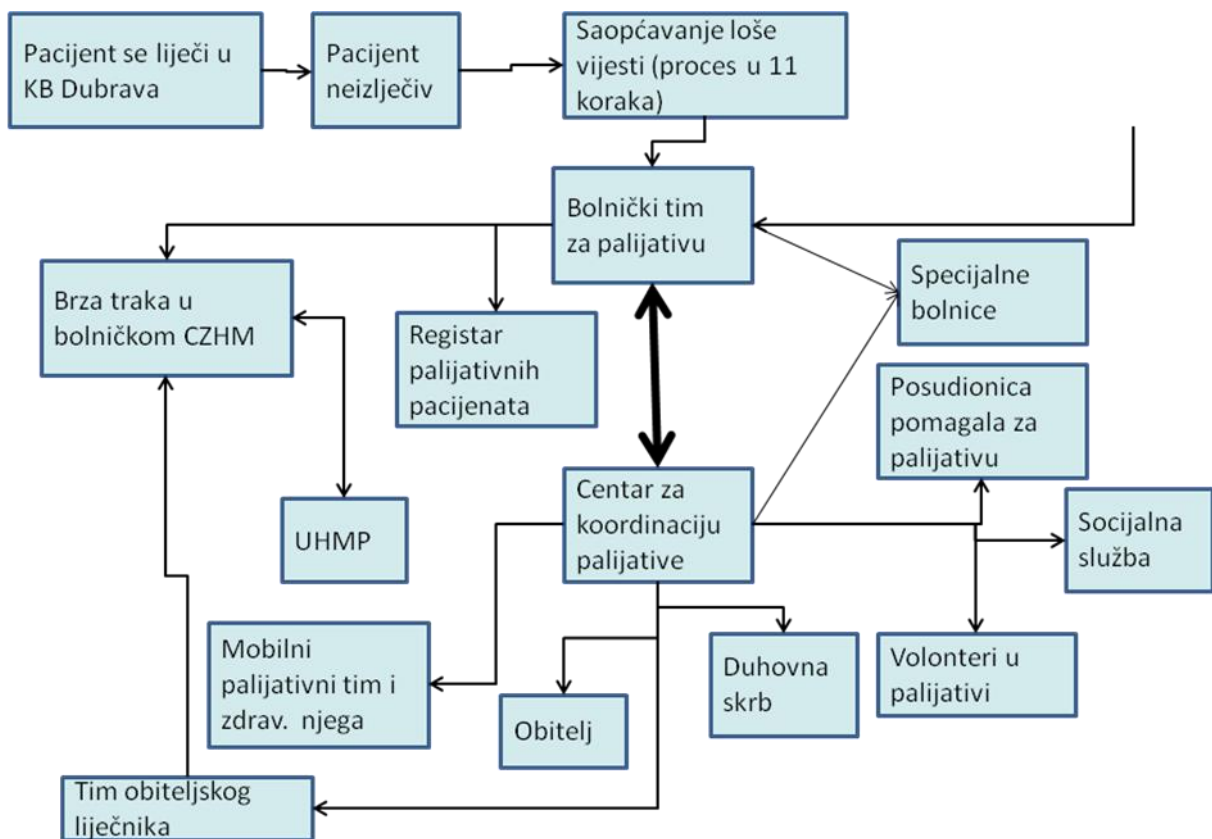 Pacijent se liječi u
KB Dubrava
Pacijent
neizlječiv
Saopćavanje loše
vijesti (proces u 11
koraka)
Bolnički tim
za palijativu
Brza traka u
bolničkom CZHM
Registar
palijativnih
pacijenata
Specijalne
bolnice
Posudionica
pomagala za
palijativu
UHMP
Centar za
koordinaciju
palijative
Socijalna
služba
Mobilni
palijativni tim i
zdrav. njega
Obitelj
Duhovna
skrb
Volonteri u
palijativi
Tim obiteljskog
liječnika